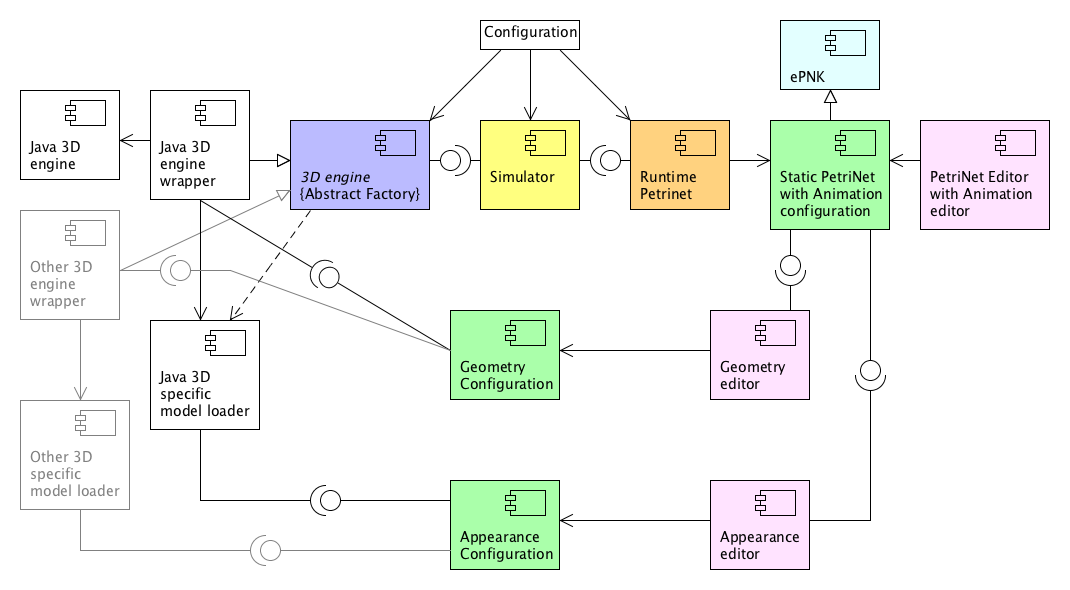 Configuration
ePNK
Java 3D
engine
Java 3D
engine
wrapper
3D engine
{Abstract Factory}
Simulator
Runtime
Petrinet
Static PetriNet
with Animation
configuration
PetriNet Editor
with Animation
editor
Other 3D
engine
wrapper
Java 3D
specific
model loader
Geometry
Configuration
Geometry
editor
Other 3D
specific
model loader
Appearance
Configuration
Appearance
editor